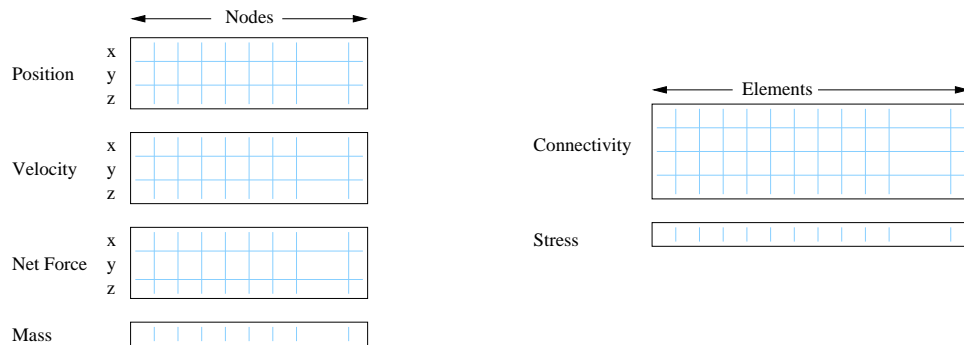 Nodes
x
Position y
z
x
Velocity y
z
x
Net Force y
z
Mass
Elements
Connectivity
Stress